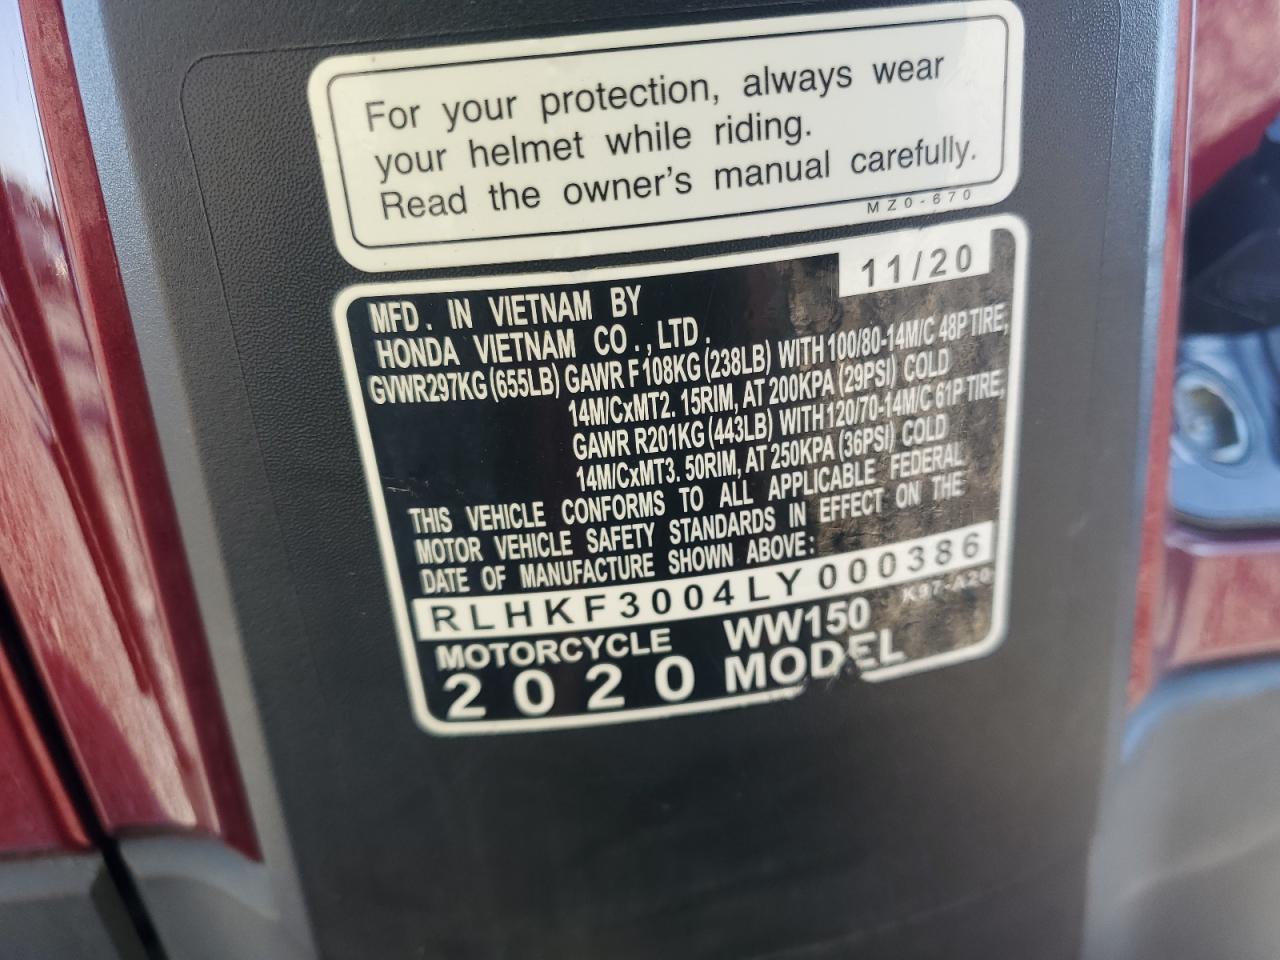 For your protection, always wear
your helmet while riding.
Read the owner's manual carefully.
MZ0-670
11/20
MFD. IN VIETNAM BY
HONDA VIETNAM CO., LTD.
GVWR297KG(655LB) GAWR F108KG(238LB) WITH100/80-14M/C 48P TIRE,
14M/CxMT2.15RIM, AT 200KPA (29PSI) COLD
GAWR R201KG(443LB) WITH120/70-14M/C 61P TIRE,
14M/CxMT3.50RIM, AT 250KPA (36PSI) COLD
THIS VEHICLE CONFORMS TO ALL APPLICABLE FEDERAL
MOTOR VEHICLE SAFETY STANDARDS IN EFFECT ON THE
DATE OF MANUFACTURE SHOWN ABOVE:
RLHKF3004LY000386
K97-A20
MOTORCYCLE WW150
2020 MODEL